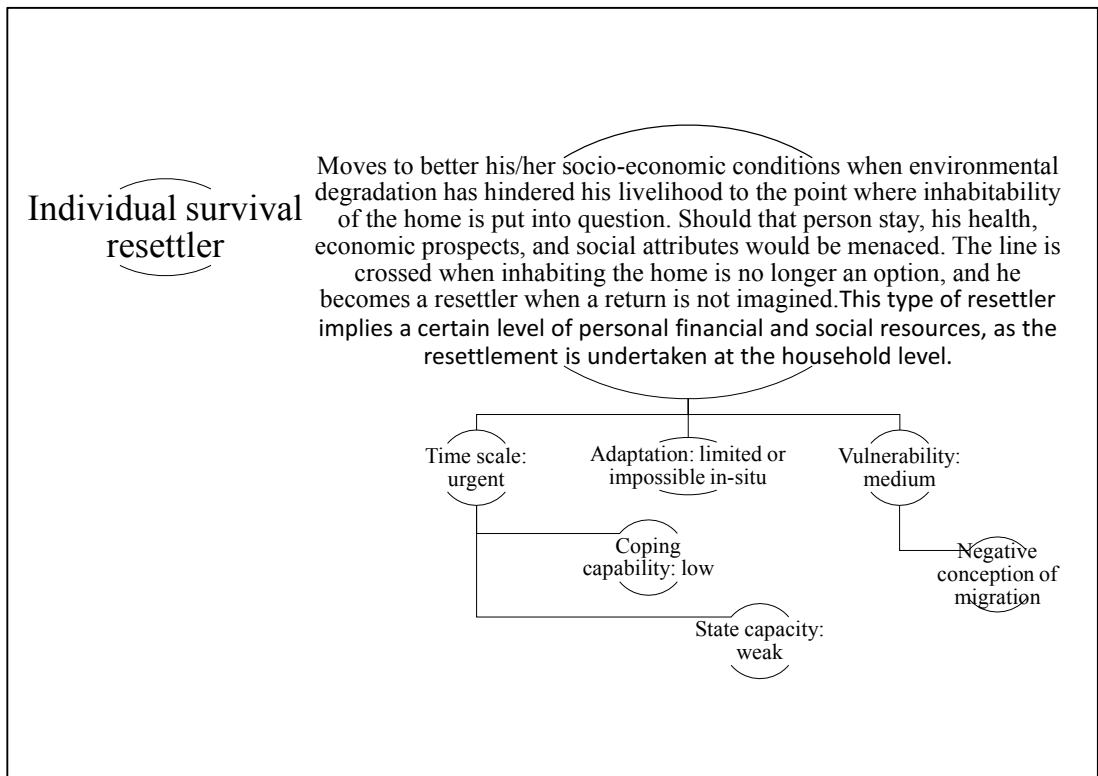 Individual survival
resettler
Moves to better his/her socio-economic conditions when environmental
degradation has hindered his livelihood to the point where inhabitability
of the home is put into question. Should that person stay, his health,
economic prospects, and social attributes would be menaced. The line is
crossed when inhabiting the home is no longer an option, and he
becomes a resettler when a return is not imagined.This type of resettler
implies a certain level of personal financial and social resources, as the
resettlement is undertaken at the household level.
Time scale:
urgent
Adaptation: limited or
impossible in-situ
Vulnerability:
medium
Coping
capability: low
Negative
conception of
migration
State capacity:
weak